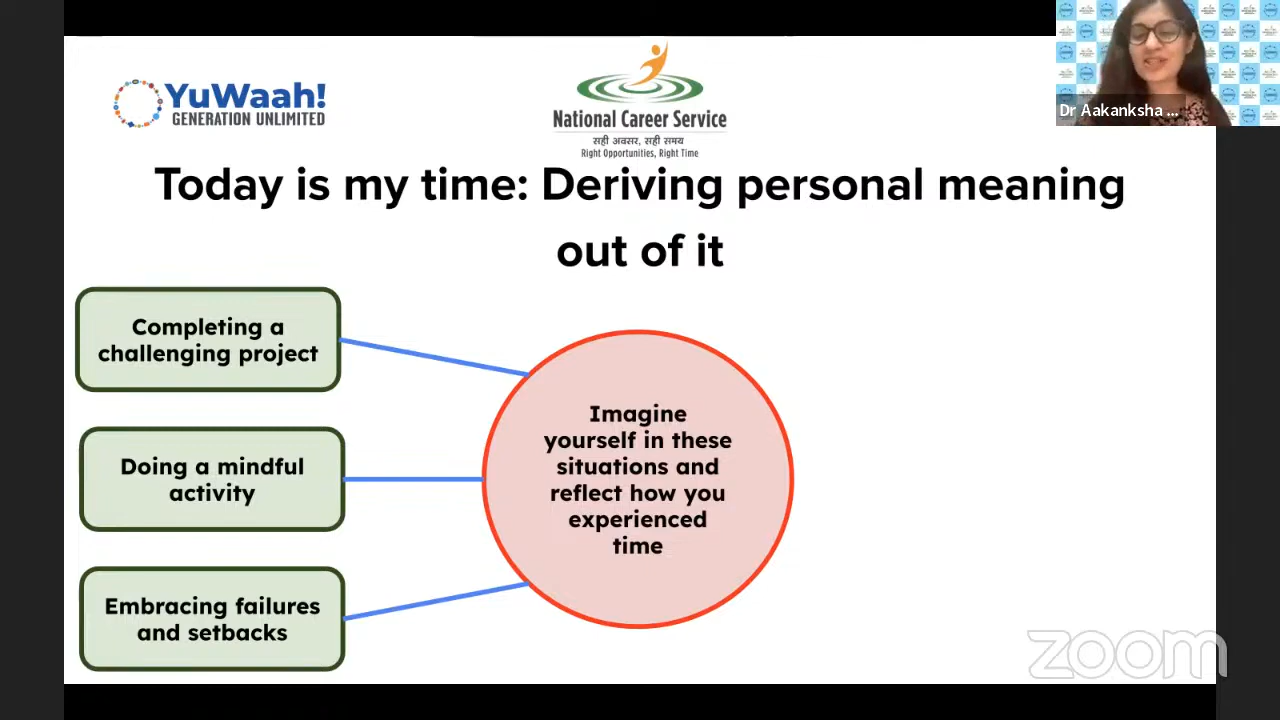 YuWaah!
GENERATION UNLIMITED
National Career Service
सही अवसर, सही समय
Right Opportunities, Right Time
Dr Aakanksha ...
Today is my time: Deriving personal meaning
out of it
Completing a
challenging project
Doing a mindful
activity
Embracing failures
and setbacks
Imagine
yourself in these
situations and
reflect how you
experienced
time
zoom